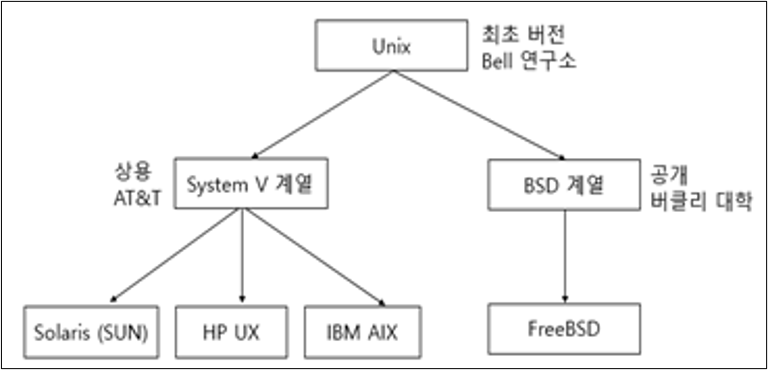 Unix
최초 버전
Bell 연구소
상용
AT&T
System V 계열
BSD 계열
공개
버클리 대학
Solaris (SUN)
HP UX
IBM AIX
FreeBSD